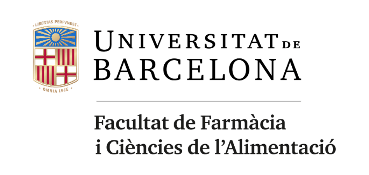 UNIVERSITAT DE
BARCELONA
Facultat de Farmàcia
i Ciències de l'Alimentació